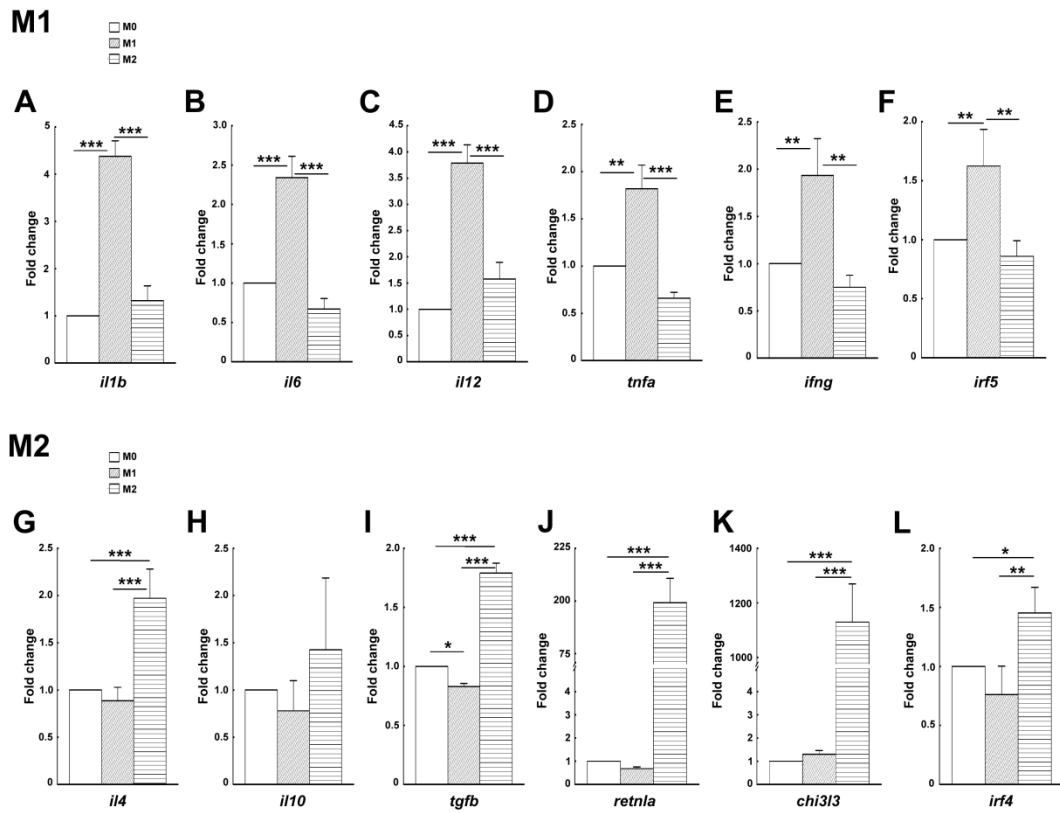 M1
M0
M1
M2
A
5
4
3
2
1
0
Fold change
*** ***
il1b
B
3.0
2.5
2.0
1.5
1.0
0.5
0
Fold change
*** ***
il6
C
4.5
4.0
3.5
3.0
2.5
2.0
1.5
1.0
0.5
0
Fold change
*** ***
il12
D
2.5
2.0
1.5
1.0
0.5
0
Fold change
** ***
tnfa
E
2.5
2.0
1.5
1.0
0.5
0
Fold change
** **
ifng
F
2.0
1.5
1.0
0.5
0
Fold change
** **
irf5
M2
M0
M1
M2
G
2.5
2.0
1.5
1.0
0.5
0
Fold change
***
***
il4
H
2.5
2.0
1.5
1.0
0.5
0
Fold change
il10
I
2.0
1.5
1.0
0.5
0
Fold change
***
***
*
tgfb
J
225
200
75
4
2
1
0
Fold change
***
***
retnla
K
1400
1200
1000
4
2
1
0
Fold change
***
***
chi3l3
L
2.0
1.5
1.0
0.5
0
Fold change
*
**
irf4